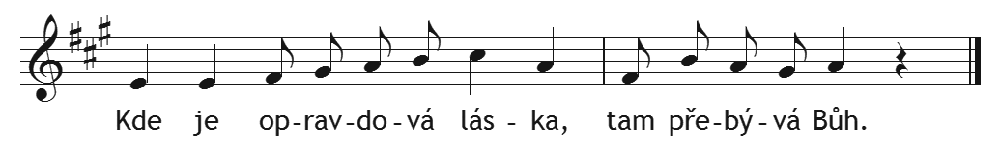 Kde je op-rav-do-vá lás - ka, tam pře-bý-vá Bůh.